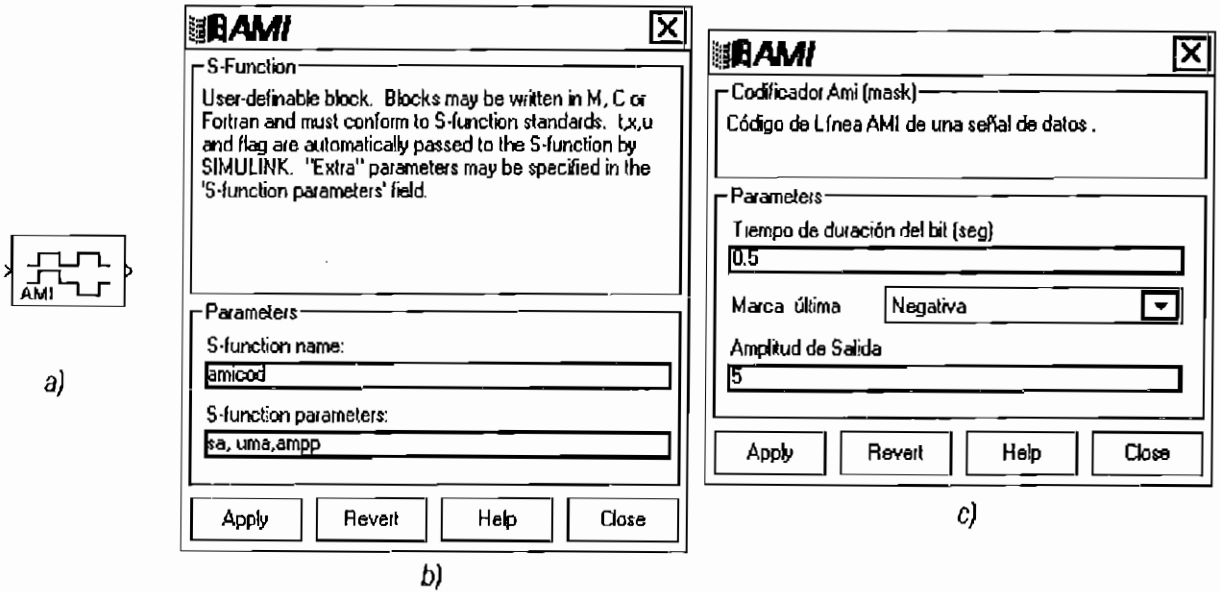 AMI
a)
AMI
S-Function
User-definable block. Blocks may be written in M, C or
Fortran and must conform to S-function standards. t,x,u
and flag are automatically passed to the S-function by
SIMULINK. "Extra" parameters may be specified in the
'S-function parameters' field.
Parameters
S-function name:
amicod
S-function parameters:
sa, uma,ampp
Apply
Revert
Help
Close
b)
AMI
Codificador Ami (mask)
Código de Línea AMI de una señal de datos .
Parameters
Tiempo de duración del bit (seg)
0.5
Marca última
Negativa
Amplitud de Salida
5
Apply
Revert
Help
Close
c)